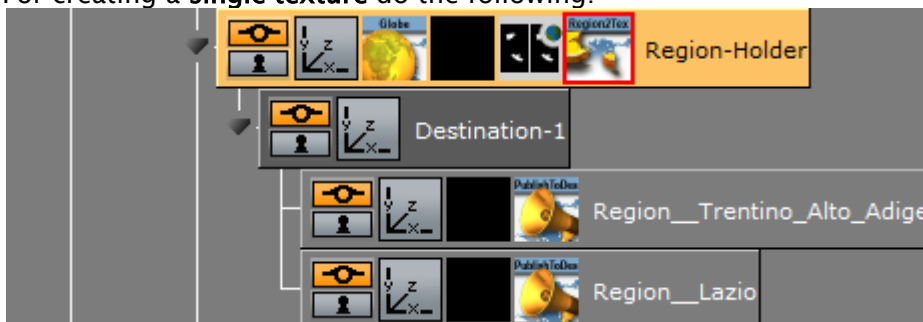 For creating a single texture do the following:
Globe Region2Tex Region-Holder
Destination-1
PublishToDes Region__Trentino_Alto_Adige
PublishToDes Region__Lazio